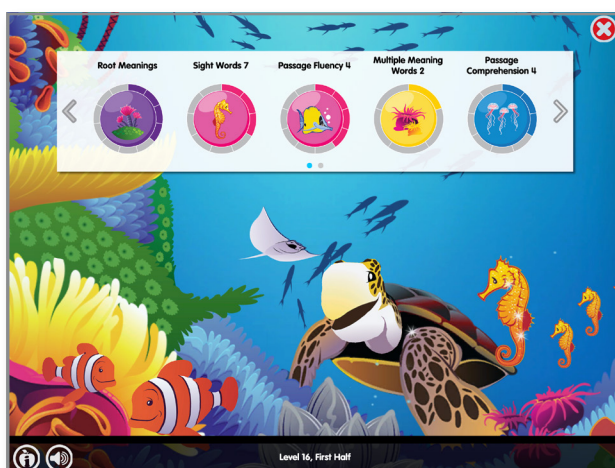 Root Meanings
Sight Words 7
Passage Fluency 4
Multiple Meaning
Words 2
Passage
Comprehension 4
Level 16, First Half